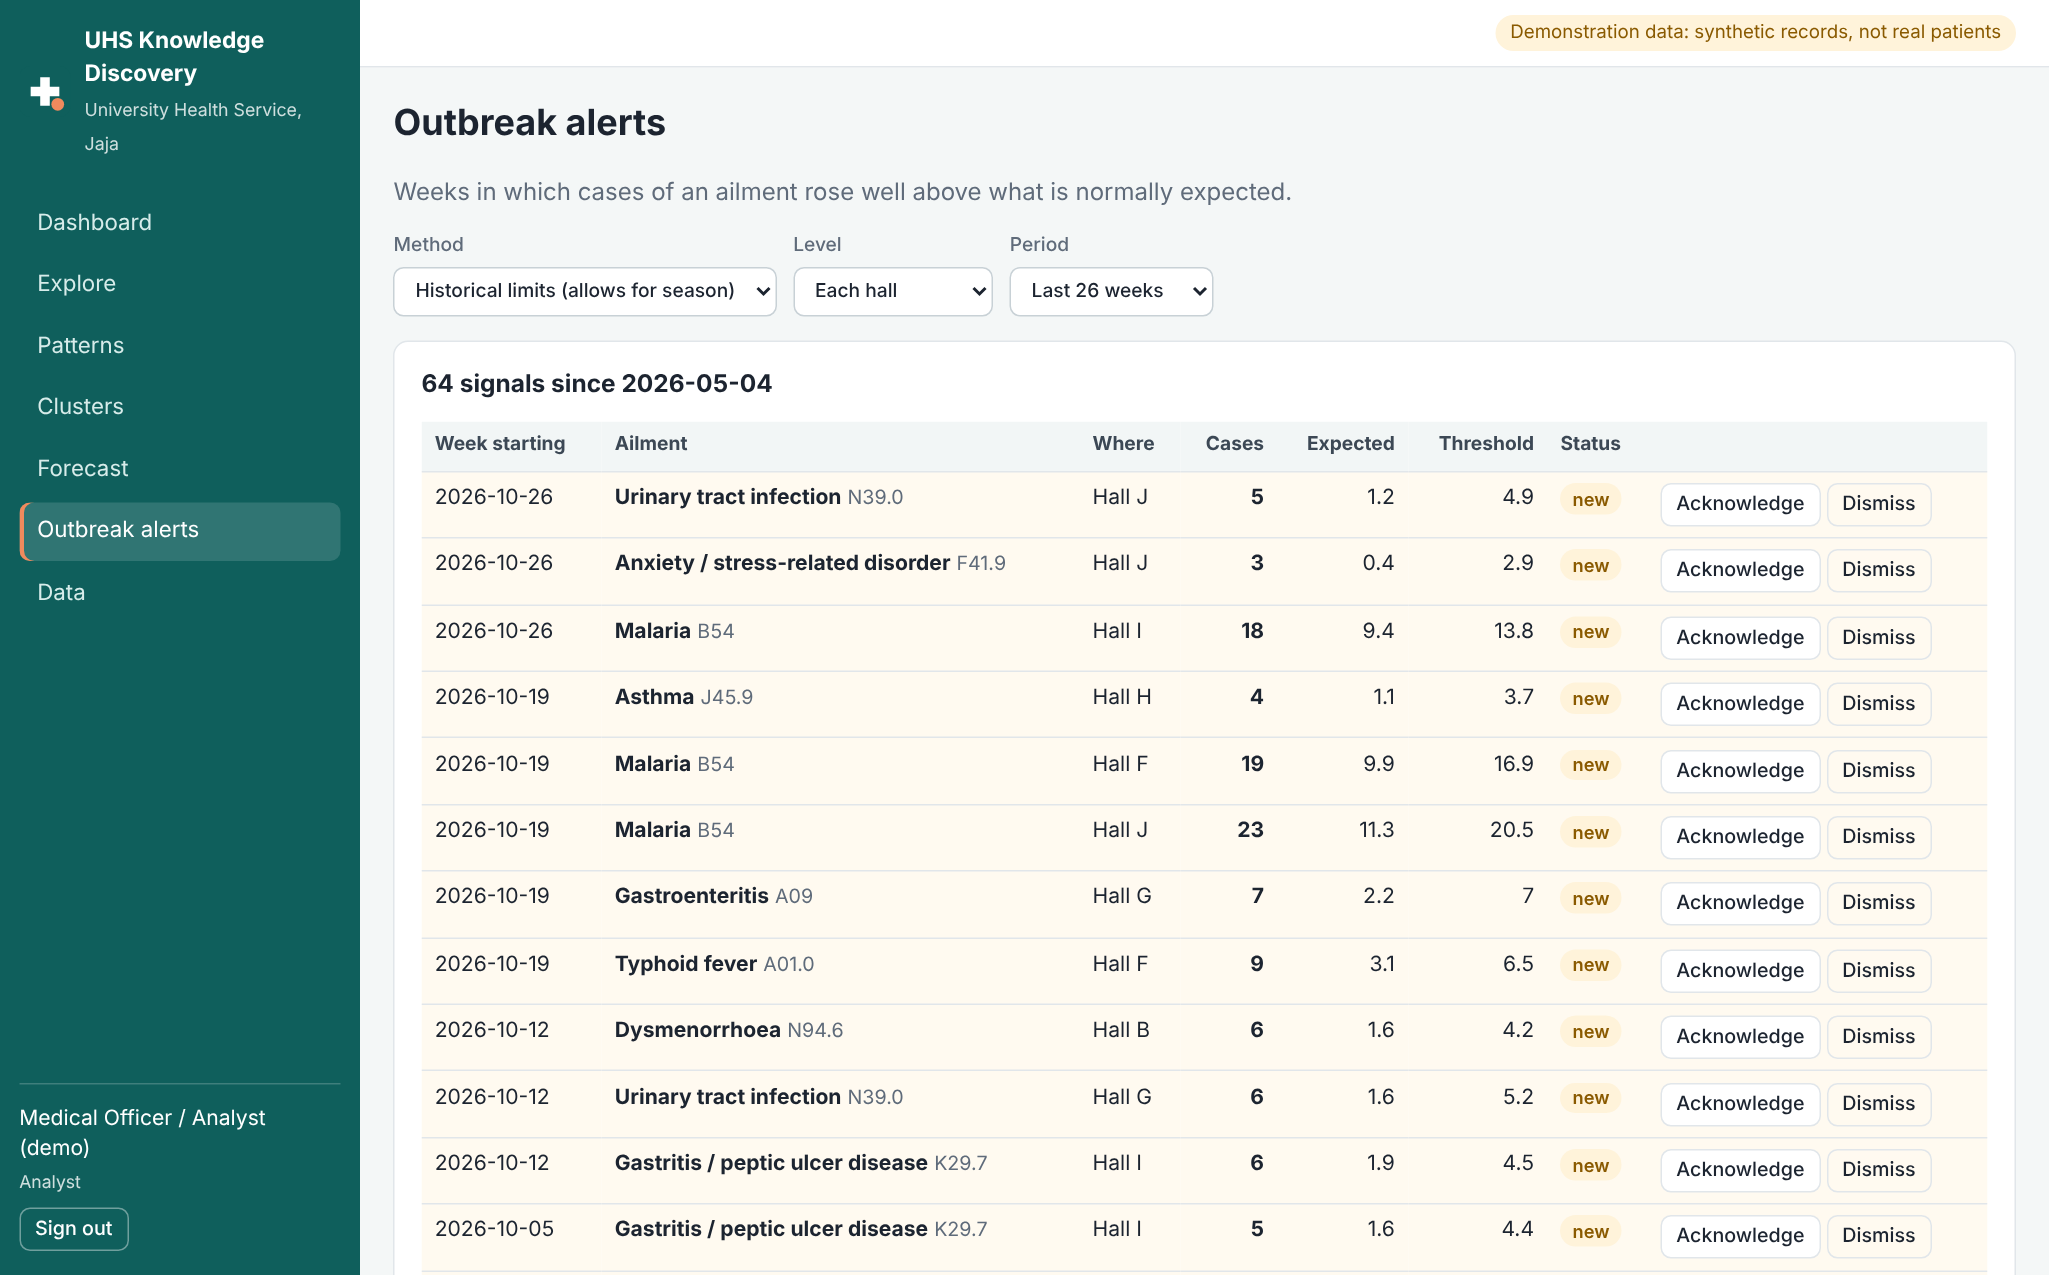 UHS Knowledge
Discovery
University Health Service,
Jaja
Dashboard
Explore
Patterns
Clusters
Forecast
Outbreak alerts
Data
Medical Officer / Analyst
(demo)
Analyst
Sign out
Demonstration data: synthetic records, not real patients
Outbreak alerts
Weeks in which cases of an ailment rose well above what is normally expected.
Method Level Period
Historical limits (allows for season) Each hall Last 26 weeks
64 signals since 2026-05-04
Week starting Ailment Where Cases Expected Threshold Status
2026-10-26 Urinary tract infection N39.0 Hall J 5 1.2 4.9 new Acknowledge Dismiss
2026-10-26 Anxiety / stress-related disorder F41.9 Hall J 3 0.4 2.9 new Acknowledge Dismiss
2026-10-26 Malaria B54 Hall I 18 9.4 13.8 new Acknowledge Dismiss
2026-10-19 Asthma J45.9 Hall H 4 1.1 3.7 new Acknowledge Dismiss
2026-10-19 Malaria B54 Hall F 19 9.9 16.9 new Acknowledge Dismiss
2026-10-19 Malaria B54 Hall J 23 11.3 20.5 new Acknowledge Dismiss
2026-10-19 Gastroenteritis A09 Hall G 7 2.2 7 new Acknowledge Dismiss
2026-10-19 Typhoid fever A01.0 Hall F 9 3.1 6.5 new Acknowledge Dismiss
2026-10-12 Dysmenorrhoea N94.6 Hall B 6 1.6 4.2 new Acknowledge Dismiss
2026-10-12 Urinary tract infection N39.0 Hall G 6 1.6 5.2 new Acknowledge Dismiss
2026-10-12 Gastritis / peptic ulcer disease K29.7 Hall I 6 1.9 4.5 new Acknowledge Dismiss
2026-10-05 Gastritis / peptic ulcer disease K29.7 Hall I 5 1.6 4.4 new Acknowledge Dismiss